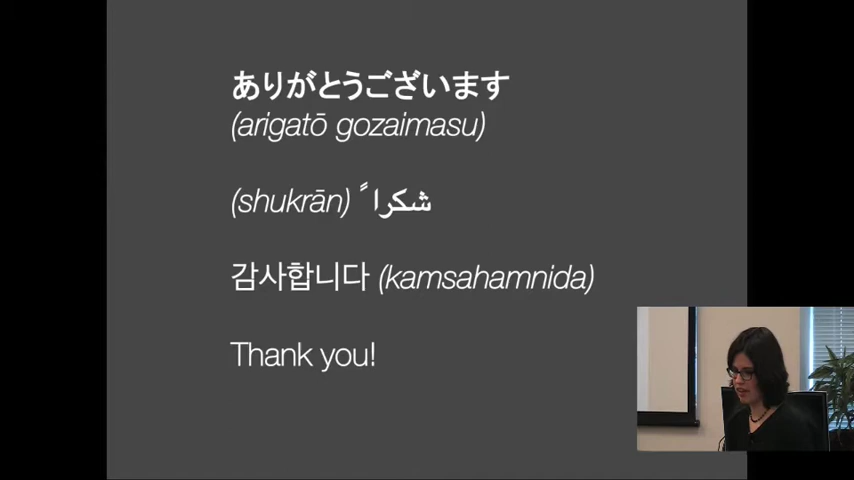 ありがとうございます
(arigatō gozaimasu)
(shukrān) شكرا ً
감사합니다 (kamsahamnida)
Thank you!